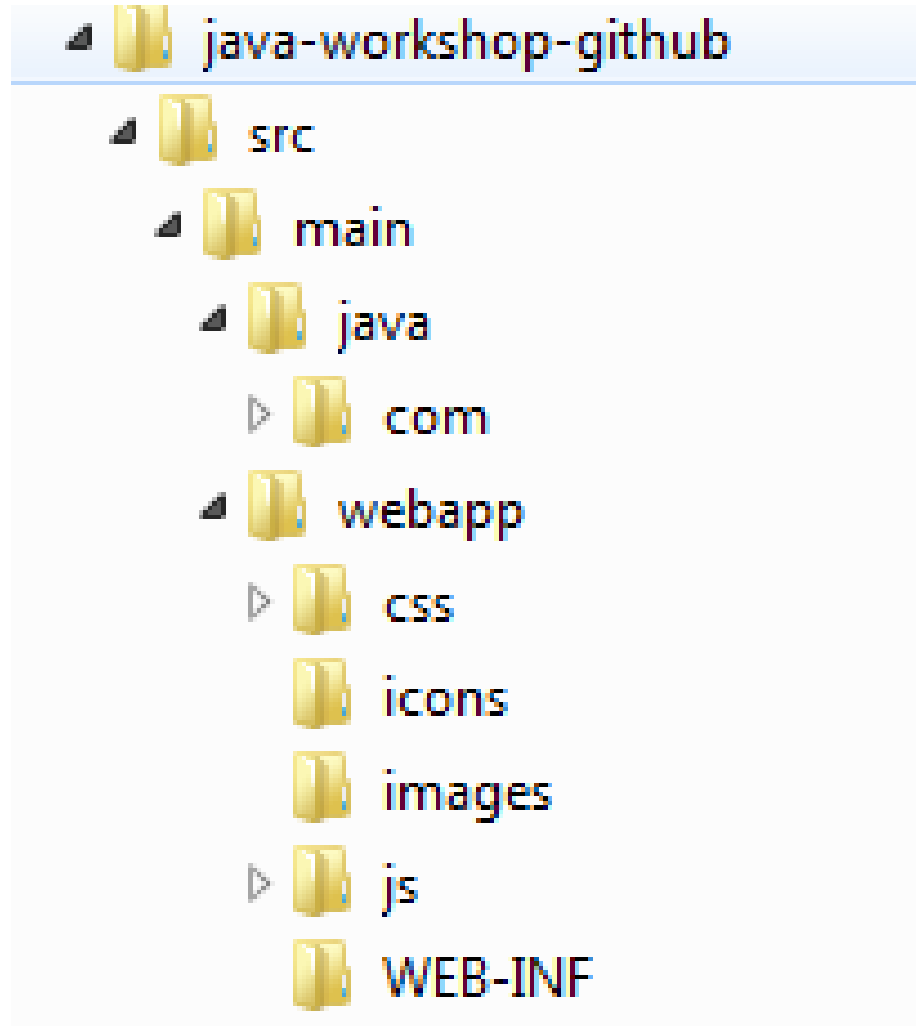 java-workshop-github
src
main
java
com
webapp
css
icons
images
js
WEB-INF